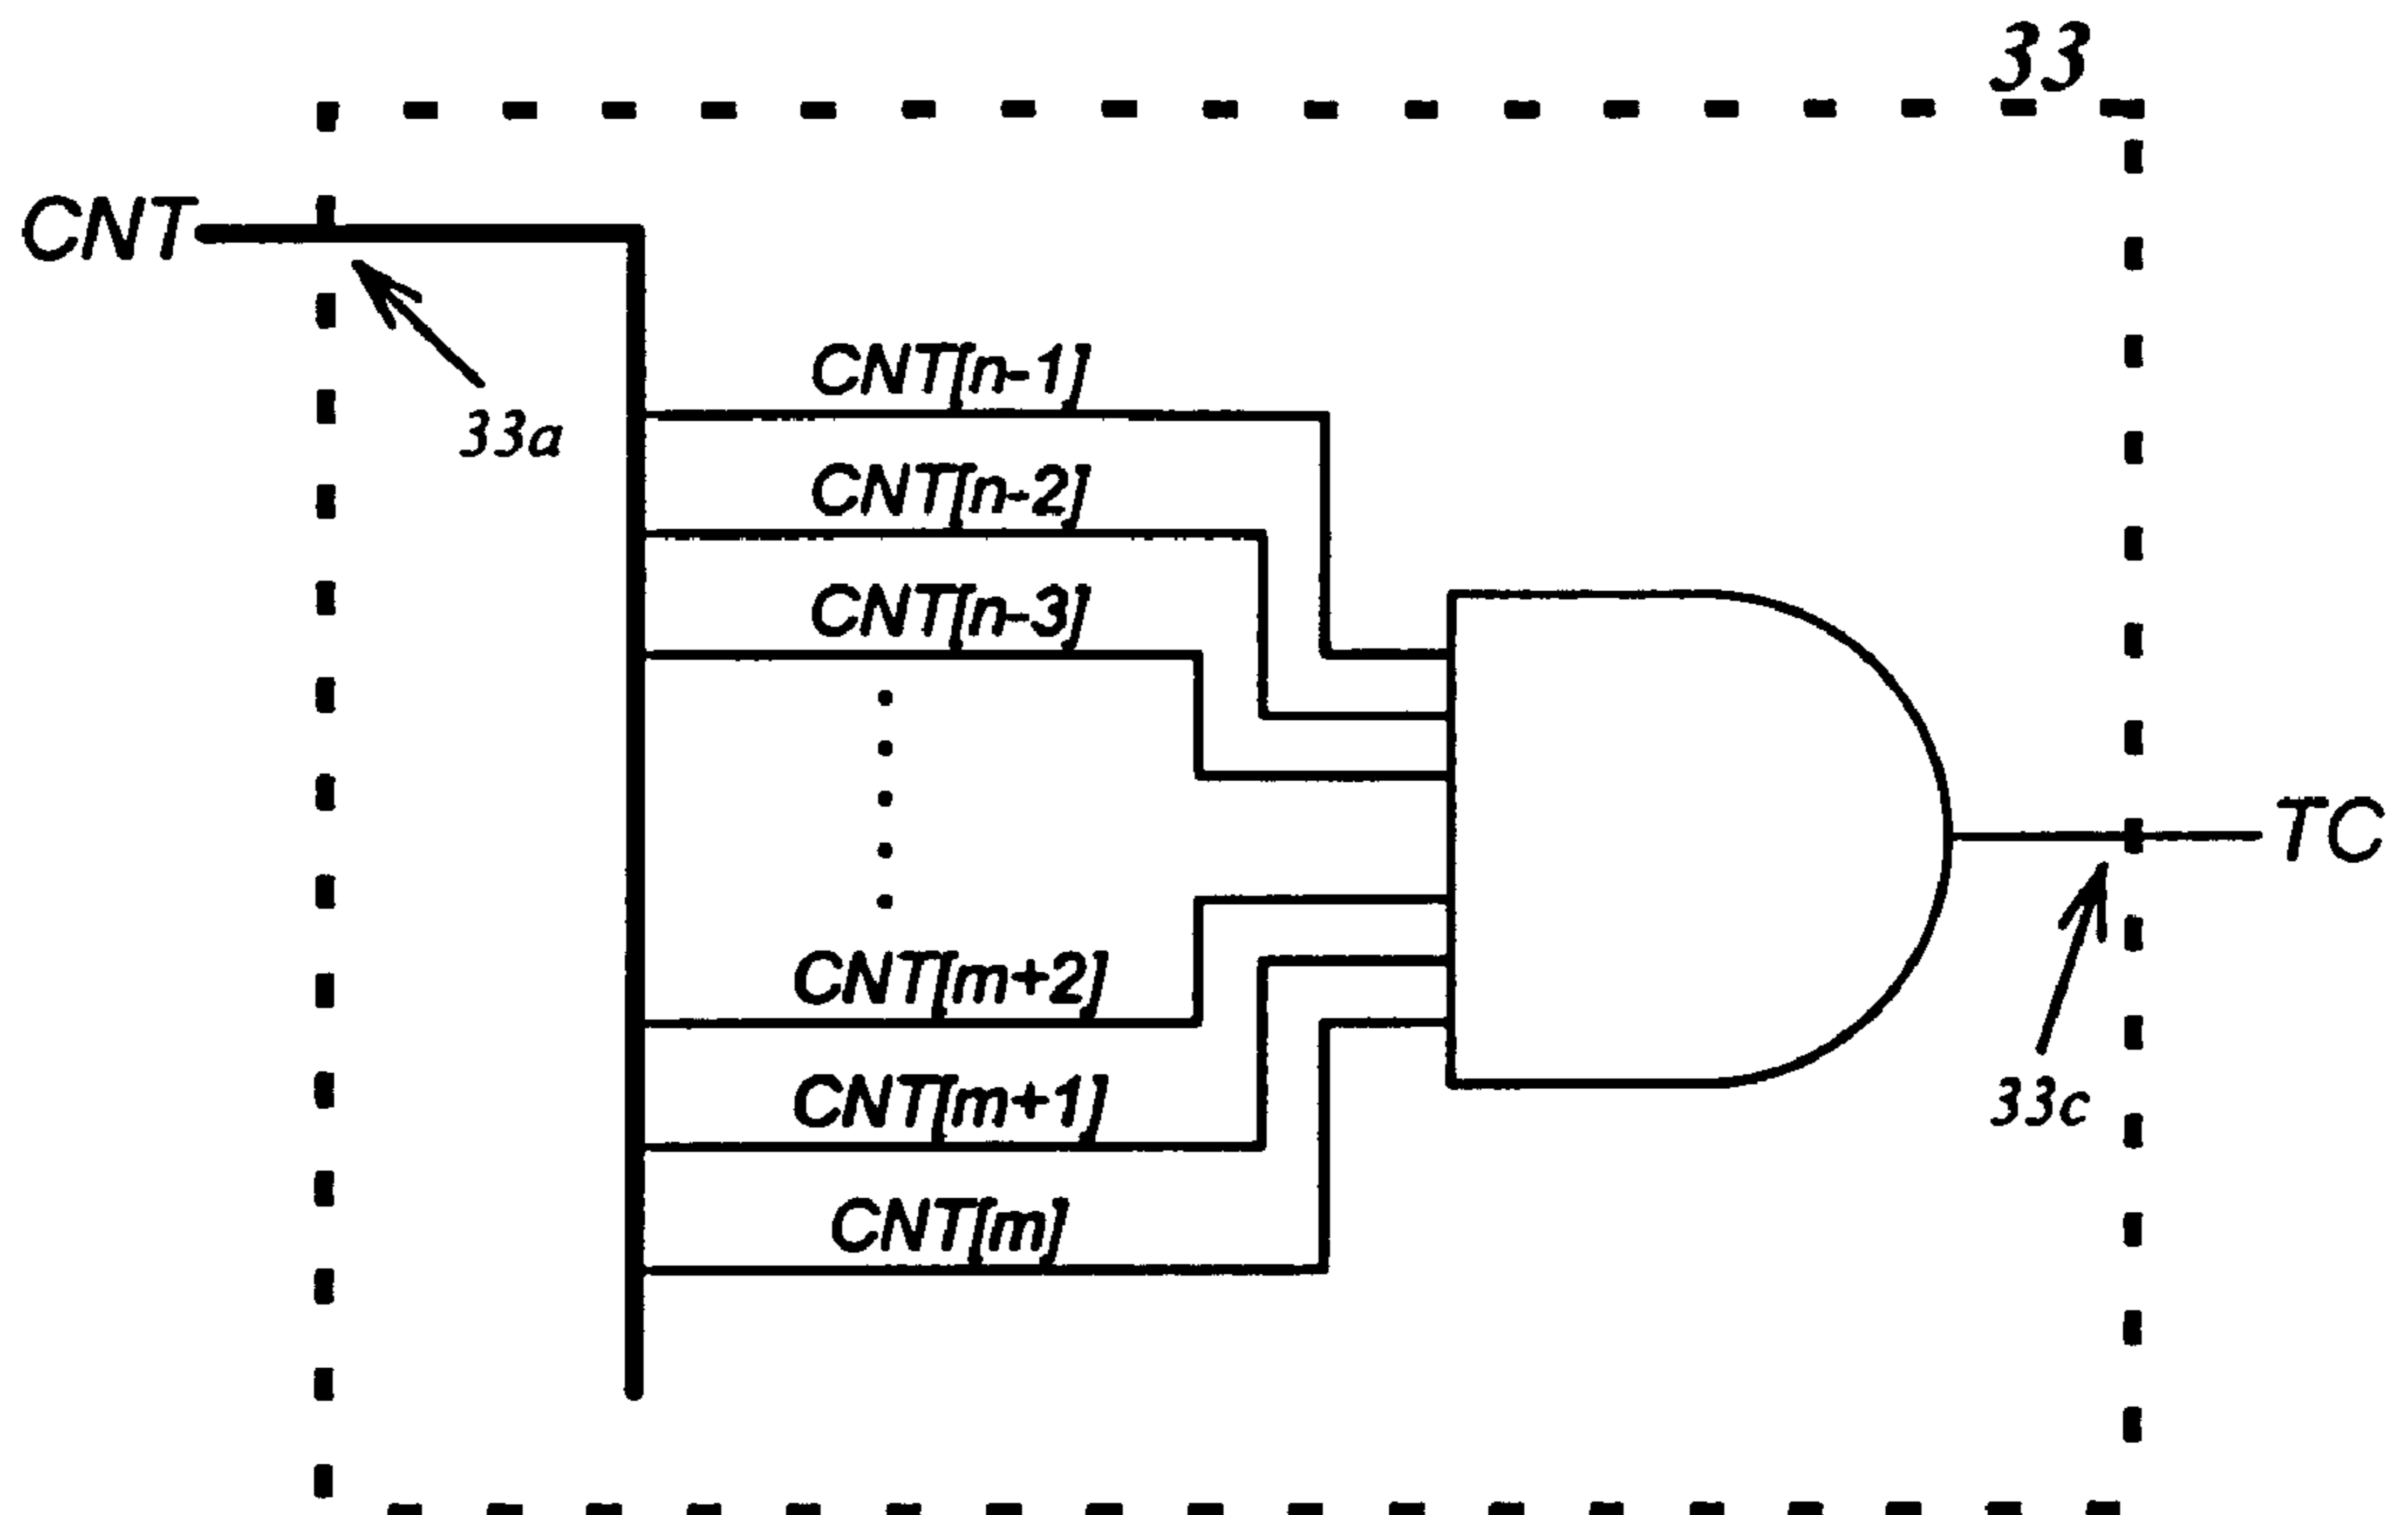 33
CNT
CNT[n-1]
33a
CNT[n-2]
CNT[n-3]
TC
CNT[m+2]
CNT[m+1]
33c
CNT[m]